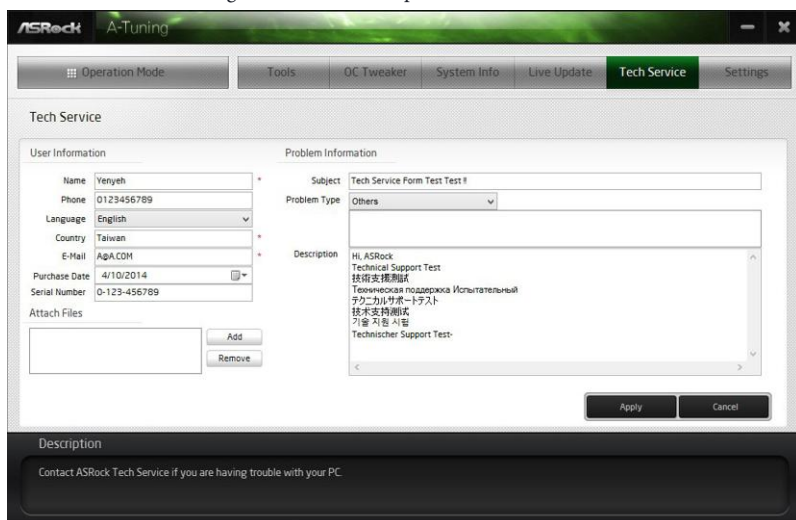 ASRock A-Tuning
Operation Mode Tools OC Tweaker System Info Live Update Tech Service Settings
Tech Service
User Information
Name Yenyeh *
Phone 0123456789
Language English
Country Taiwan *
E-Mail A@A.COM *
Purchase Date 4/10/2014
Serial Number 0-123-456789
Attach Files
Add
Remove
Problem Information
Subject Tech Service Form Test Test !!
Problem Type Others
Description Hi, ASRock
Technical Support Test
技術支援測試
Техническая поддержка Испытательный
テクニカルサポートテスト
技术支持测试
기술 지원 시험
Technischer Support Test-
Apply Cancel
Description
Contact ASRock Tech Service if you are having trouble with your PC.